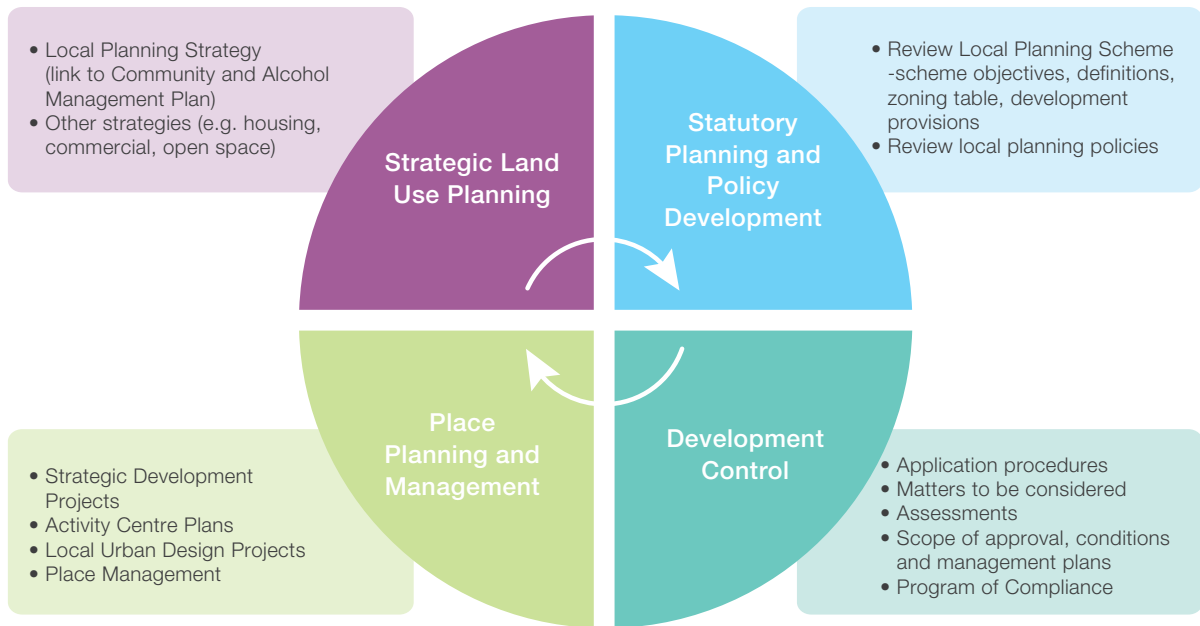 • Local Planning Strategy
(link to Community and Alcohol
Management Plan)
• Other strategies (e.g. housing,
commercial, open space)
Strategic Land
Use Planning
Statutory
Planning and
Policy
Development
• Review Local Planning Scheme
-scheme objectives, definitions,
zoning table, development
provisions
• Review local planning policies
Place
Planning and
Management
• Strategic Development
Projects
• Activity Centre Plans
• Local Urban Design Projects
• Place Management
Development
Control
• Application procedures
• Matters to be considered
• Assessments
• Scope of approval, conditions
and management plans
• Program of Compliance